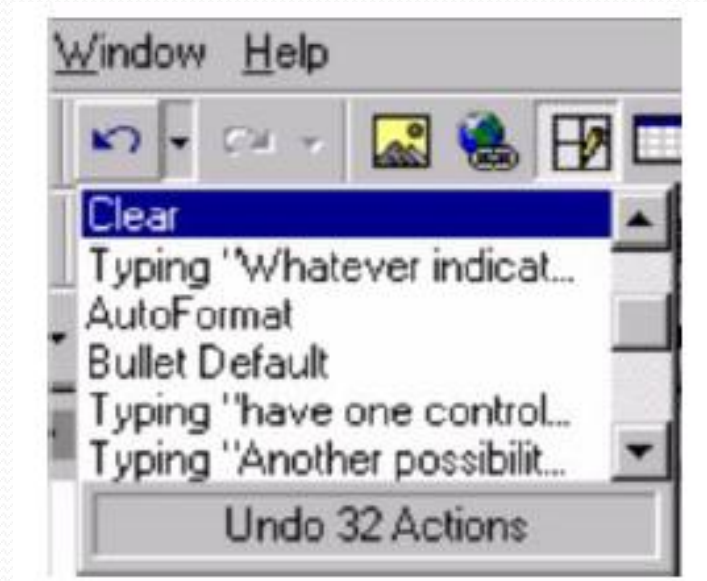 Window Help
Clear
Typing "Whatever indicat...
AutoFormat
Bullet Default
Typing "have one control...
Typing "Another possibilit...
Undo 32 Actions